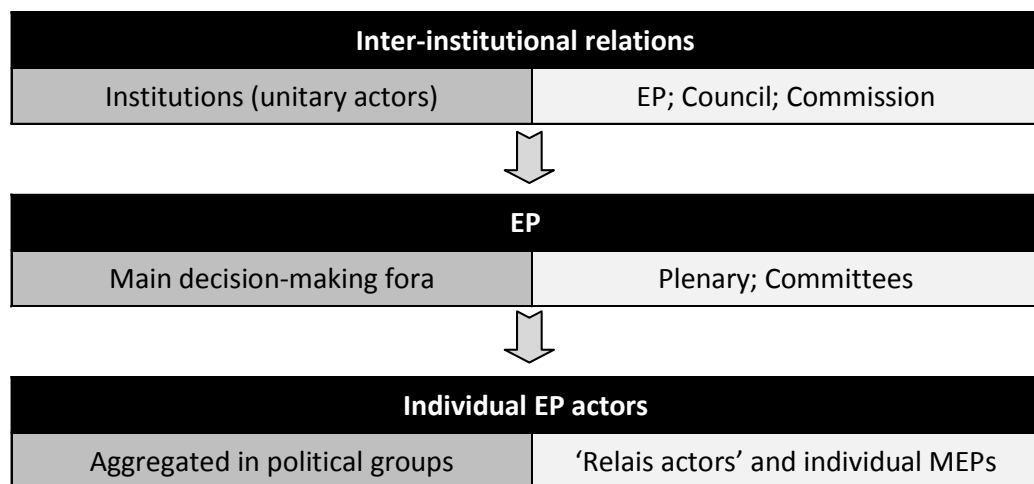 Inter-institutional relations
Institutions (unitary actors)
EP; Council; Commission
EP
Main decision-making fora
Plenary; Committees
Individual EP actors
Aggregated in political groups
‘Relais actors’ and individual MEPs